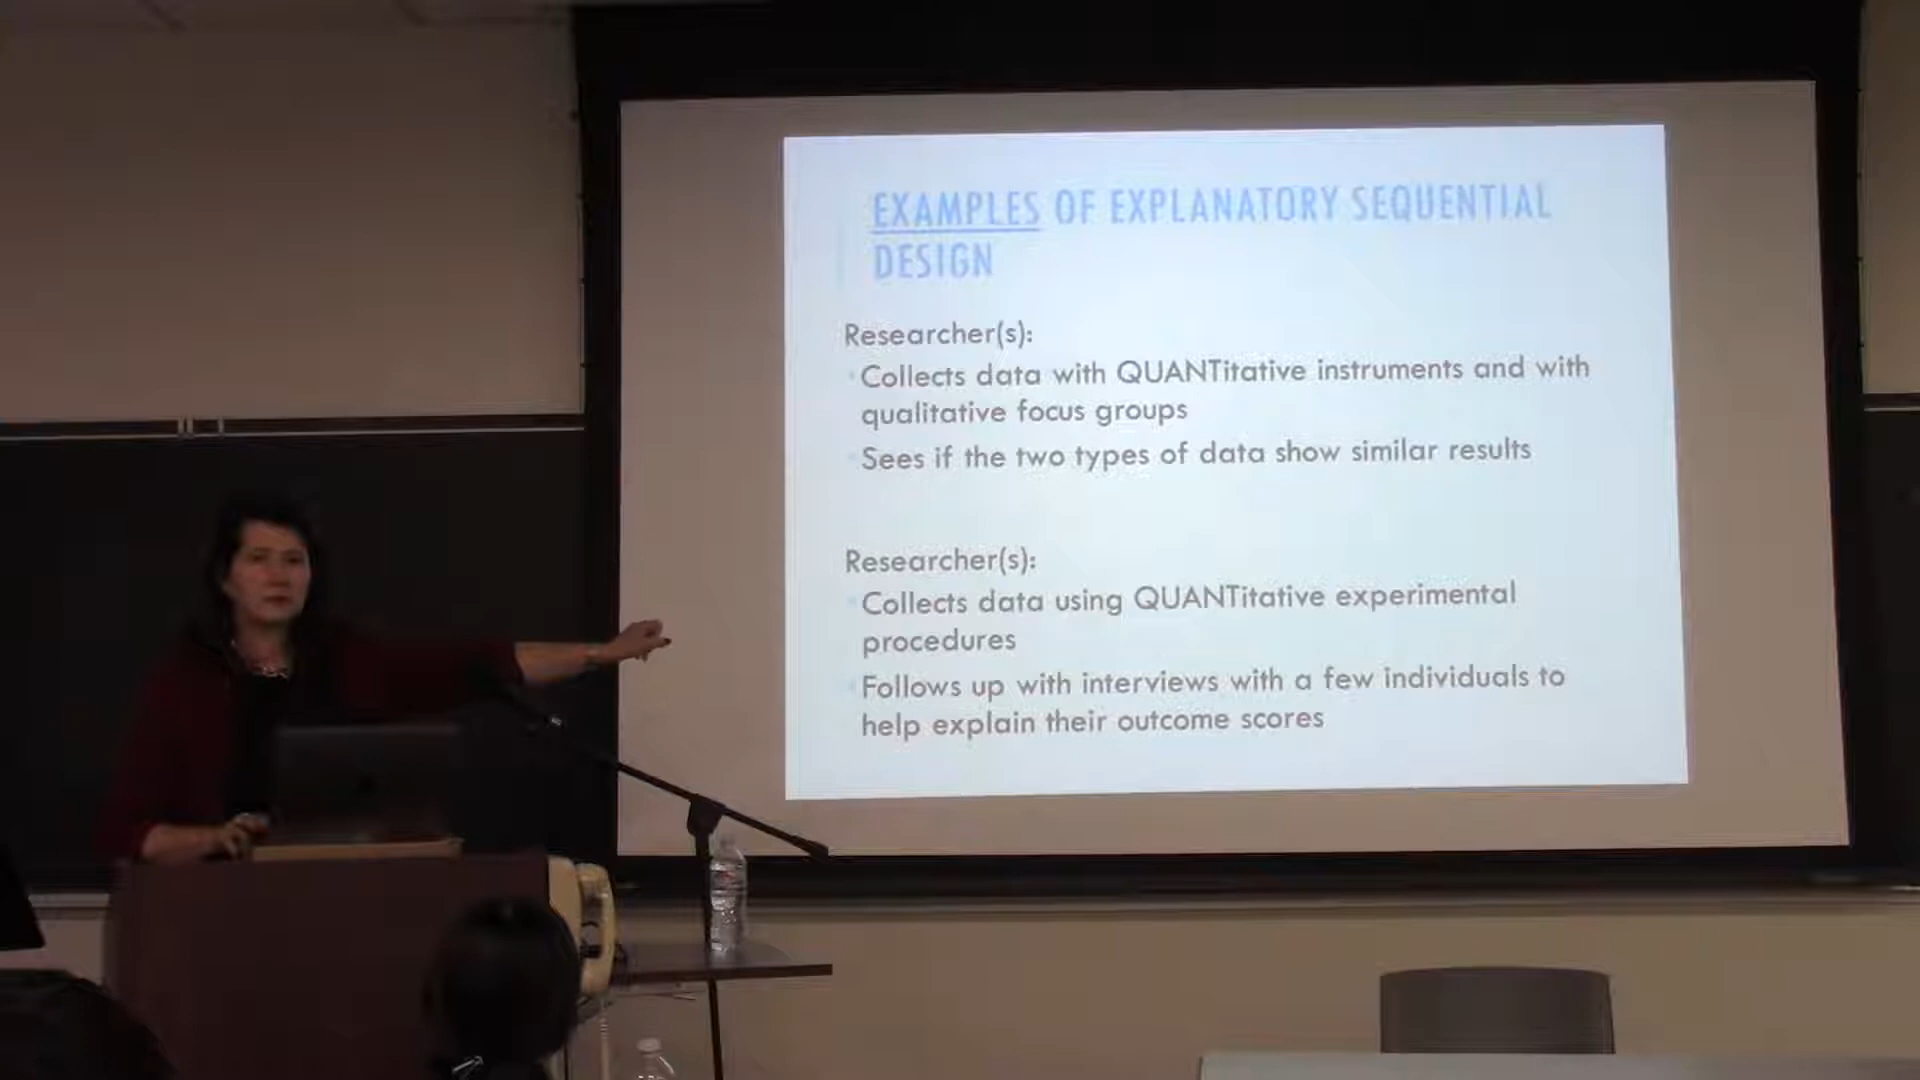 EXAMPLES OF EXPLANATORY SEQUENTIAL
DESIGN
Researcher(s):
Collects data with QUANTitative instruments and with
qualitative focus groups
Sees if the two types of data show similar results
Researcher(s):
Collects data using QUANTitative experimental
procedures
Follows up with interviews with a few individuals to
help explain their outcome scores